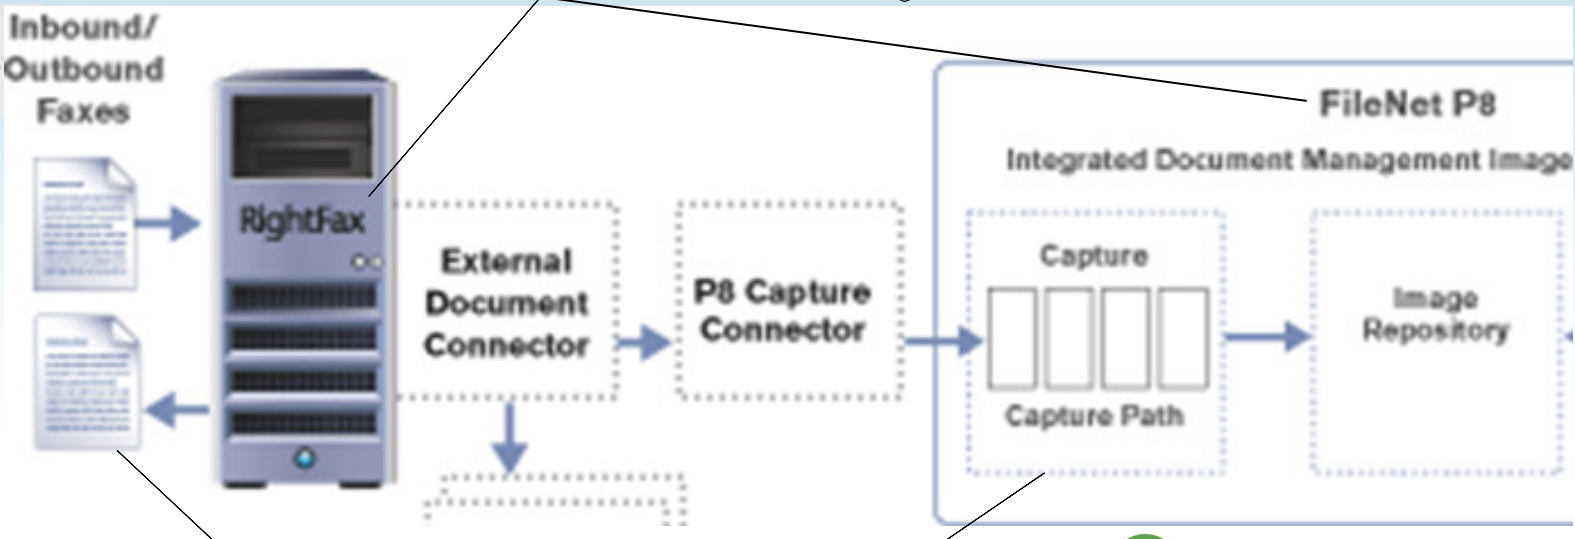 Inbound/
Outbound
Faxes
RightFax
External
Document
Connector
P8 Capture
Connector
FileNet P8
Integrated Document Management Image
Capture
Capture Path
Image
Repository